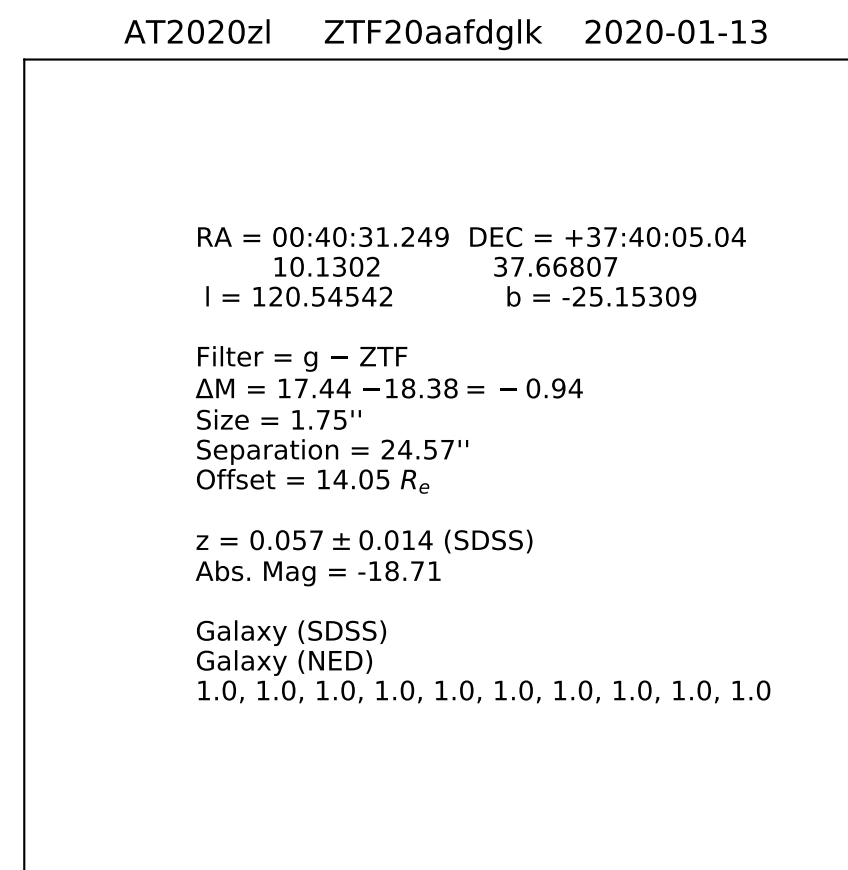 AT2020zl ZTF20aafdglk 2020-01-13
RA = 00:40:31.249 DEC = +37:40:05.04
10.1302 37.66807
l = 120.54542 b = -25.15309
Filter = g − ZTF
ΔM = 17.44 −18.38 = − 0.94
Size = 1.75''
Separation = 24.57''
Offset = 14.05 Re
z = 0.057 ± 0.014 (SDSS)
Abs. Mag = -18.71
Galaxy (SDSS)
Galaxy (NED)
1.0, 1.0, 1.0, 1.0, 1.0, 1.0, 1.0, 1.0, 1.0, 1.0